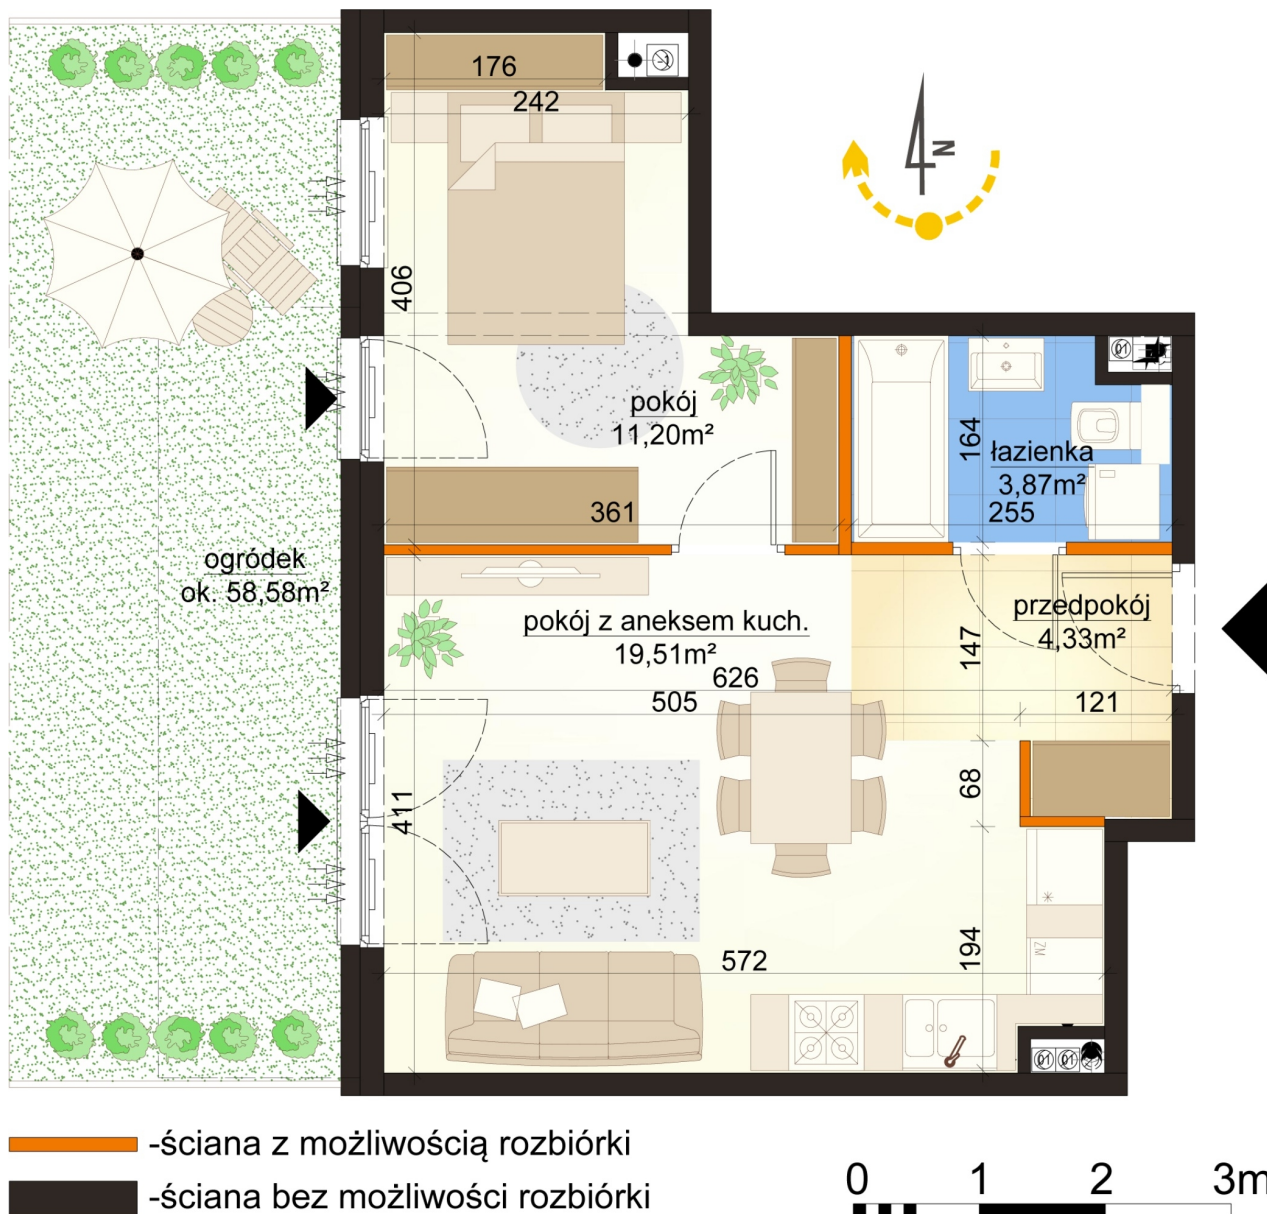 176
242
N
406
pokój
11,20m²
164
łazienka
3,87m²
361
255
ogródek
ok. 58,58m²
pokój z aneksem kuch.
19,51m²
przedpokój
4,33m²
147
626
505
121
68
411
194
ZM
572
-ściana z możliwością rozbiórki
-ściana bez możliwości rozbiórki
0 1 2 3m